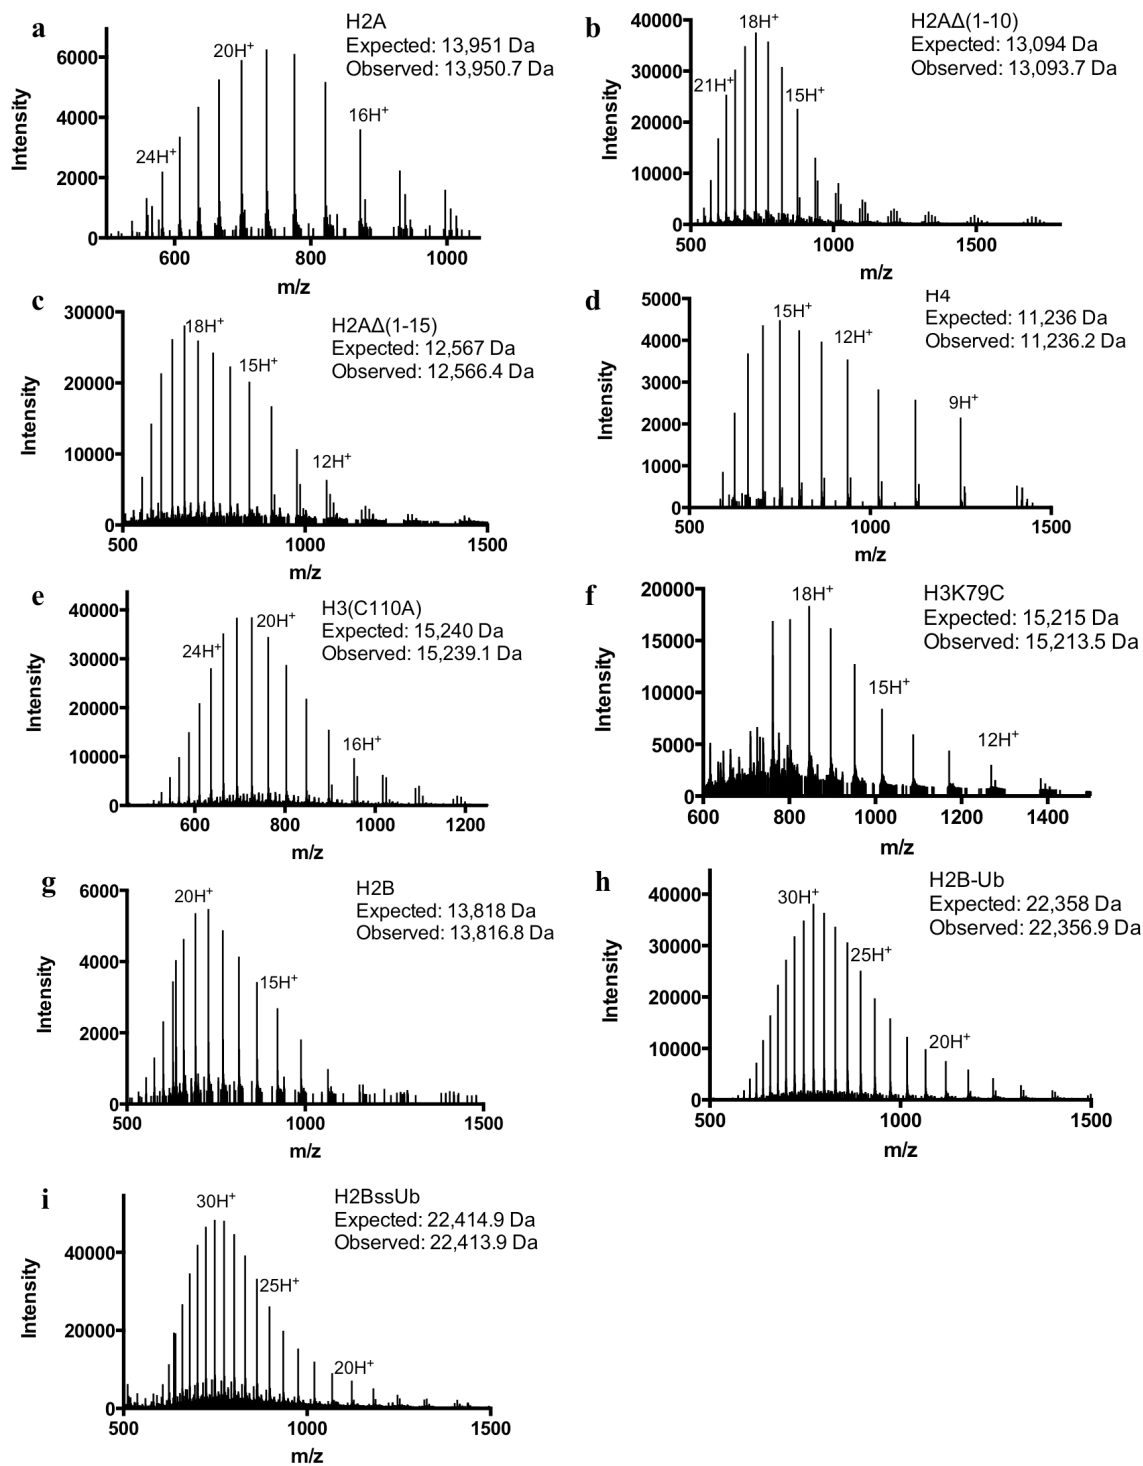 a
H2A
Expected: 13,951 Da
Observed: 13,950.7 Da
24H+
20H+
16H+
6000
4000
2000
0
600
800
1000
Intensity
m/z
b
H2AΔ(1-10)
Expected: 13,094 Da
Observed: 13,093.7 Da
21H+
18H+
15H+
40000
30000
20000
10000
0
500
1000
1500
Intensity
m/z
c
H2AΔ(1-15)
Expected: 12,567 Da
Observed: 12,566.4 Da
18H+
15H+
12H+
30000
20000
10000
0
500
1000
1500
Intensity
m/z
d
H4
Expected: 11,236 Da
Observed: 11,236.2 Da
15H+
12H+
9H+
5000
4000
3000
2000
1000
0
500
1000
1500
Intensity
m/z
e
H3(C110A)
Expected: 15,240 Da
Observed: 15,239.1 Da
24H+
20H+
16H+
40000
30000
20000
10000
0
600
800
1000
1200
Intensity
m/z
f
H3K79C
Expected: 15,215 Da
Observed: 15,213.5 Da
18H+
15H+
12H+
20000
15000
10000
5000
0
600
800
1000
1200
1400
Intensity
m/z
g
H2B
Expected: 13,818 Da
Observed: 13,816.8 Da
20H+
15H+
6000
4000
2000
0
500
1000
1500
Intensity
m/z
h
H2B-Ub
Expected: 22,358 Da
Observed: 22,356.9 Da
30H+
25H+
20H+
40000
30000
20000
10000
0
500
1000
1500
Intensity
m/z
i
H2BssUb
Expected: 22,414.9 Da
Observed: 22,413.9 Da
30H+
25H+
20H+
40000
20000
0
500
1000
1500
Intensity
m/z